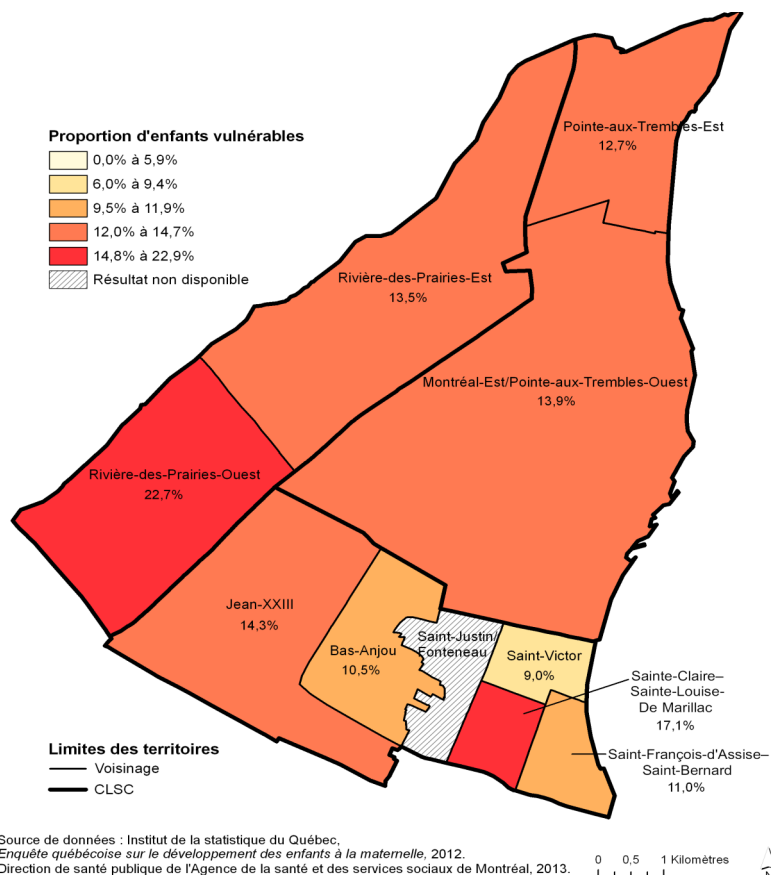 Proportion d'enfants vulnérables
0,0% à 5,9%
6,0% à 9,4%
9,5% à 11,9%
12,0% à 14,7%
14,8% à 22,9%
Résultat non disponible
Pointe-aux-Trembles-Est
12,7%
Rivière-des-Prairies-Est
13,5%
Montréal-Est/Pointe-aux-Trembles-Ouest
13,9%
Rivière-des-Prairies-Ouest
22,7%
Jean-XXIII
14,3%
Bas-Anjou
10,5%
Saint-Justin/
Fonteneau
Saint-Victor
9,0%
Sainte-Claire–
Sainte-Louise-
De Marillac
17,1%
Saint-François-d'Assise–
Saint-Bernard
11,0%
Limites des territoires
Voisinage
CLSC
Source de données : Institut de la statistique du Québec,
Enquête québécoise sur le développement des enfants à la maternelle, 2012.
Direction de santé publique de l'Agence de la santé et des services sociaux de Montréal, 2013.
0 0,5 1 Kilomètres